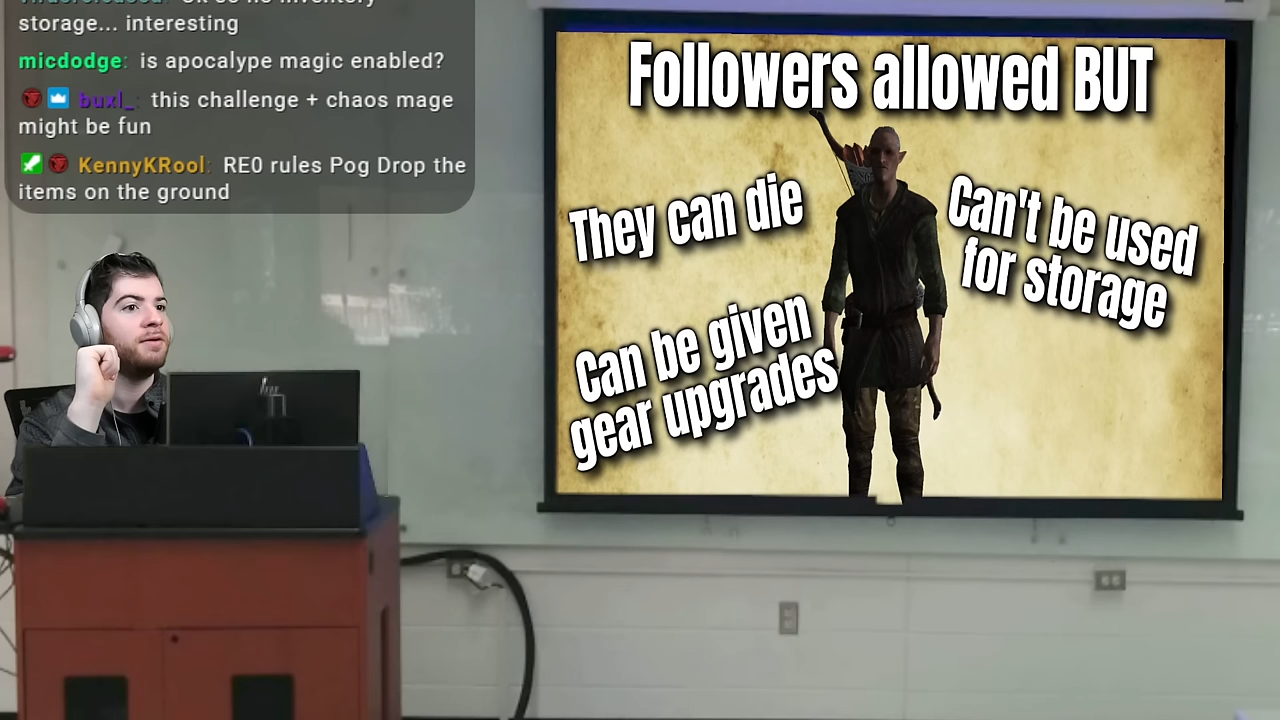 storage... interesting
micdodge: is apocalype magic enabled?
buxl_: this challenge + chaos mage
might be fun
KennyKRool: RE0 rules Pog Drop the
items on the ground
Followers allowed BUT
They can die
Can't be used
for storage
Can be given
gear upgrades